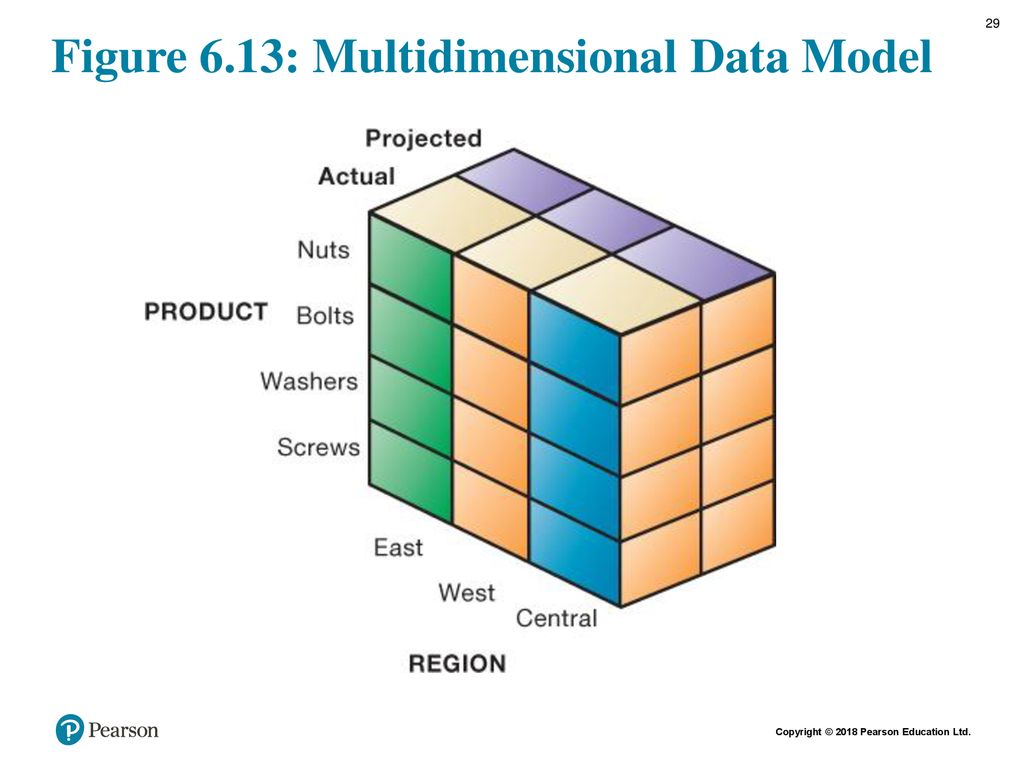 29
Figure 6.13: Multidimensional Data Model
Projected
Actual
Nuts
PRODUCT Bolts
Washers
Screws
East
West
Central
REGION
Pearson
Copyright © 2018 Pearson Education Ltd.